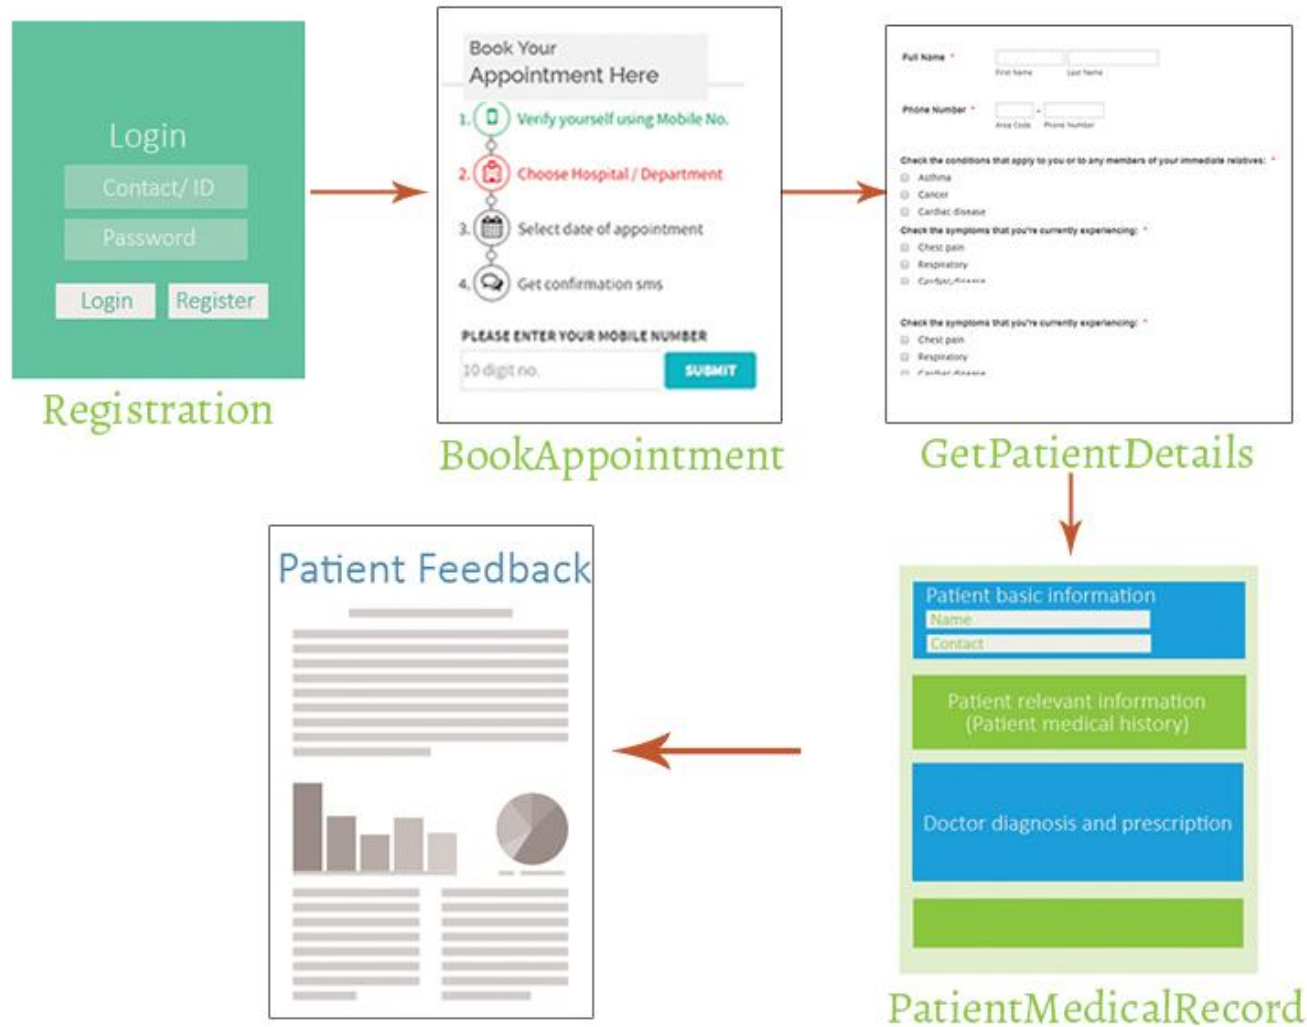 Login
Contact/ ID
Password
Login Register
Registration
Book Your
Appointment Here
1. Verify yourself using Mobile No.
2. Choose Hospital / Department
3. Select date of appointment
4. Get confirmation sms
PLEASE ENTER YOUR MOBILE NUMBER
10 digit no. SUBMIT
BookAppointment
Full Name *
First Name Last Name
Phone Number * -
Area Code Phone Number
Check the conditions that apply to you or to any members of your immediate relatives: *
Asthma
Cancer
Cardiac disease
Check the symptoms that you're currently experiencing: *
Chest pain
Respiratory
Cardiac disease
Check the symptoms that you're currently experiencing: *
Chest pain
Respiratory
Cardiac disease
GetPatientDetails
Patient basic information
Name
Contact
Patient relevant information
(Patient medical history)
Doctor diagnosis and prescription
PatientMedicalRecord
Patient Feedback